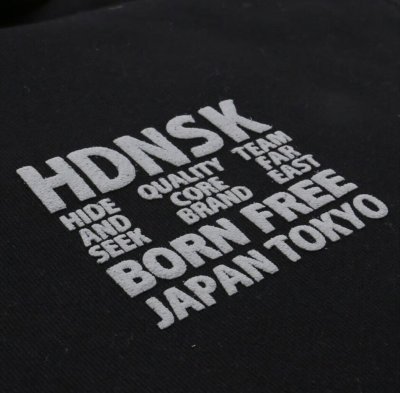 HDNSK
HIDE
AND
SEEK
QUALITY
CORE
BRAND
TEAM
FAR
EAST
BORN FREE
JAPAN TOKYO